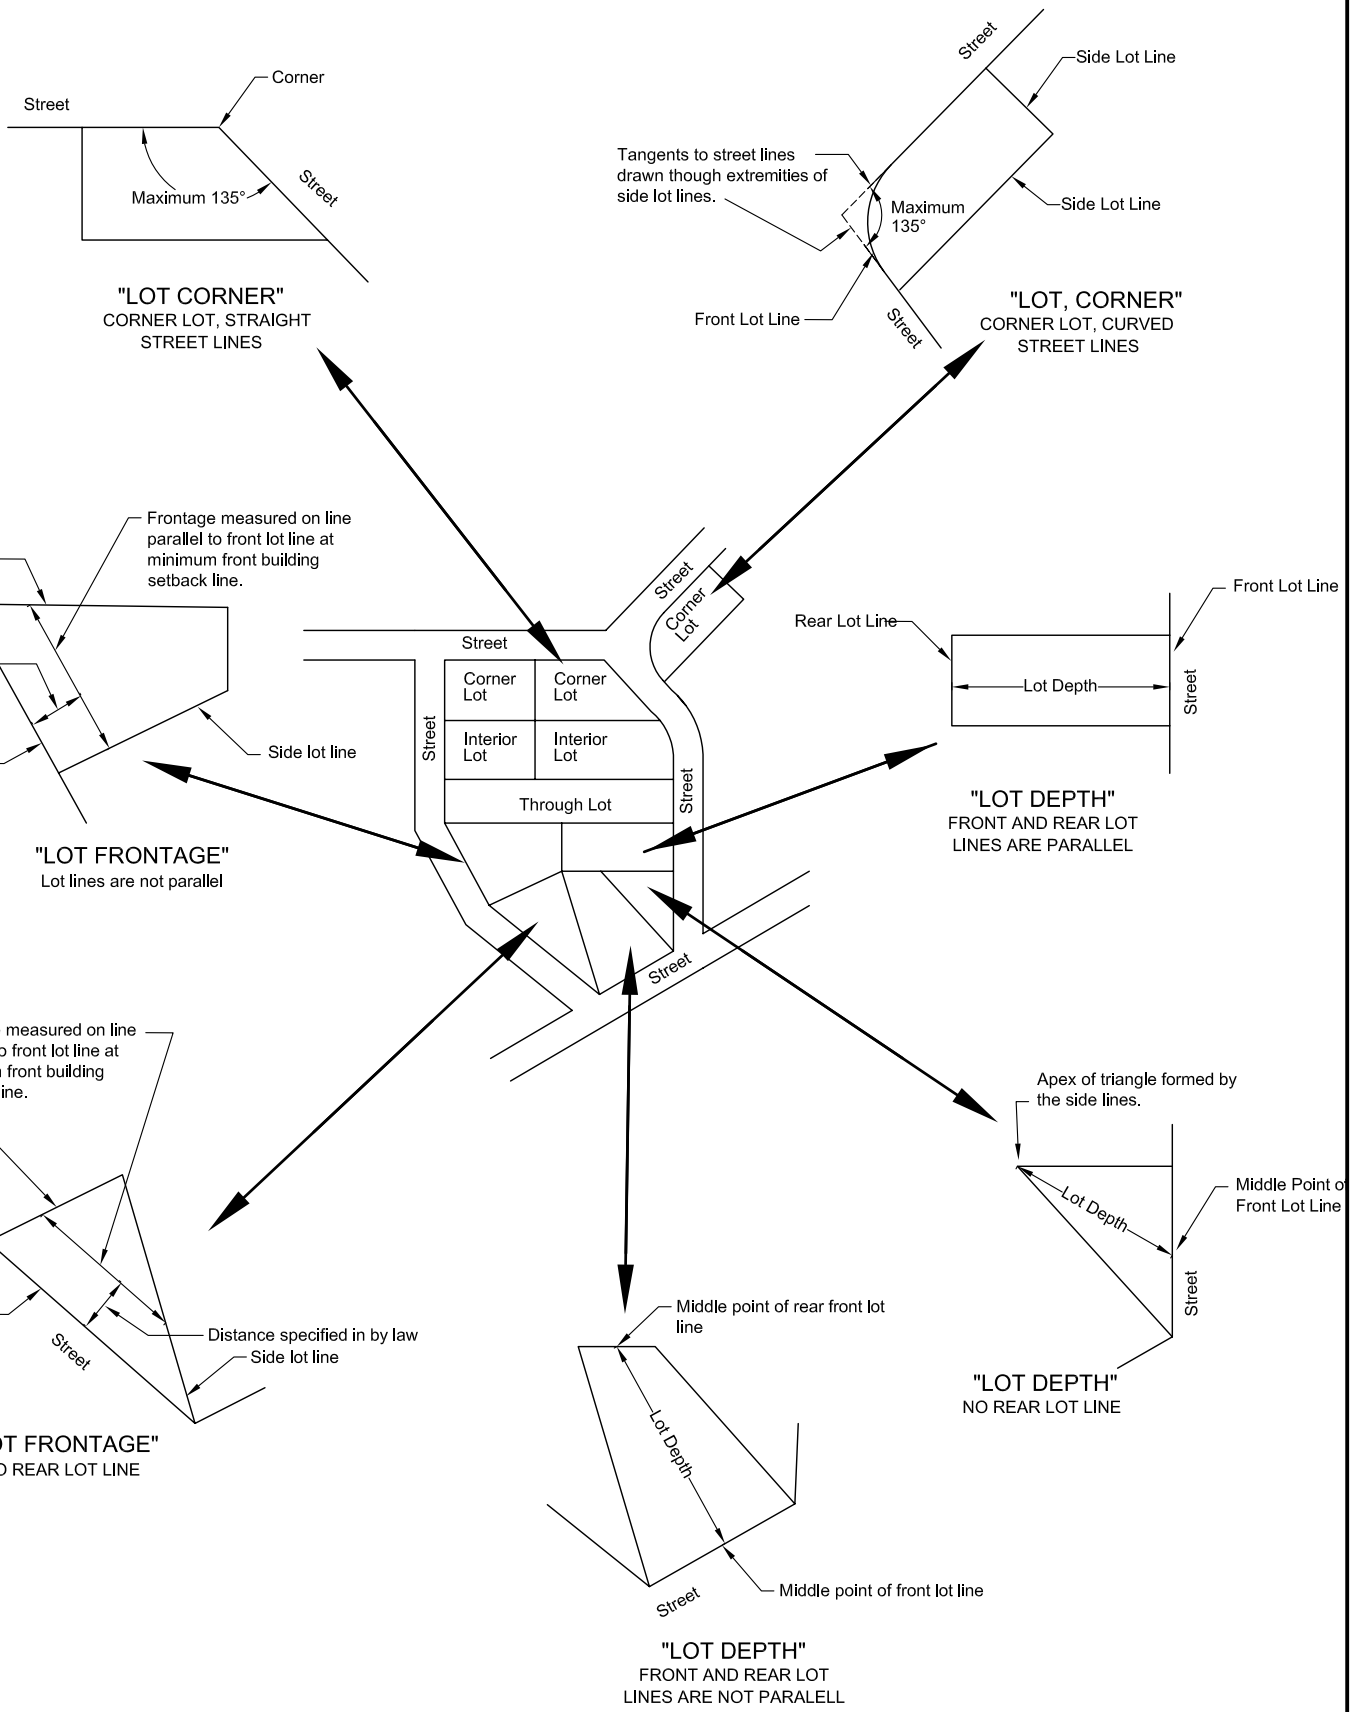 Street
Corner
Maximum 135°
Street
"LOT CORNER"
CORNER LOT, STRAIGHT
STREET LINES
Street
Side Lot Line
Tangents to street lines
drawn though extremities of
side lot lines.
Maximum
135°
Side Lot Line
Front Lot Line
Street
"LOT, CORNER"
CORNER LOT, CURVED
STREET LINES
Frontage measured on line
parallel to front lot line at
minimum front building
setback line.
Side lot line
"LOT FRONTAGE"
Lot lines are not parallel
Street
Street
Corner
Lot
Corner
Lot
Corner
Lot
Interior
Lot
Interior
Lot
Through Lot
Street
Street
Street
Rear Lot Line
Front Lot Line
Lot Depth
Street
"LOT DEPTH"
FRONT AND REAR LOT
LINES ARE PARALLEL
measured on line
front lot line at
front building
ine.
Distance specified in by law
Side lot line
Street
OT FRONTAGE"
O REAR LOT LINE
Middle point of rear front lot
line
Lot Depth
Middle point of front lot line
Street
"LOT DEPTH"
FRONT AND REAR LOT
LINES ARE NOT PARALELL
Apex of triangle formed by
the side lines.
Lot Depth
Middle Point of
Front Lot Line
Street
"LOT DEPTH"
NO REAR LOT LINE